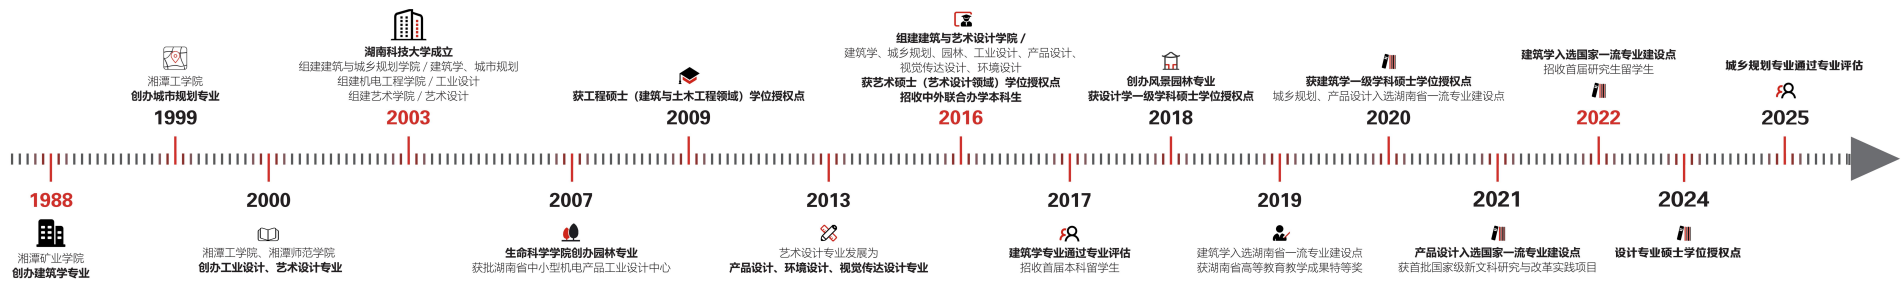 湘潭工学院
创办城市规划专业
1999
湖南科技大学成立
组建建筑与城乡规划学院 / 建筑学、城市规划
组建机电工程学院 / 工业设计
组建艺术学院 / 艺术设计
2003
获工程硕士（建筑与土木工程领域）学位授权点
2009
组建建筑与艺术设计学院 /
建筑学、城乡规划、园林、工业设计、产品设计、
视觉传达设计、环境设计
获艺术硕士（艺术设计领域）学位授权点
招收中外联合办学本科生
2016
创办风景园林专业
获设计学一级学科硕士学位授权点
2018
获建筑学一级学科硕士学位授权点
城乡规划、产品设计入选湖南省一流专业建设点
2020
建筑学入选国家一流专业建设点
招收首届研究生留学生
2022
城乡规划专业通过专业评估
2025
1988
湘潭矿业学院
创办建筑学专业
2000
湘潭工学院、湘潭师范学院
创办工业设计、艺术设计专业
2007
生命科学学院创办园林专业
获批湖南省中小型机电产品工业设计中心
2013
艺术设计专业发展为
产品设计、环境设计、视觉传达设计专业
2017
建筑学专业通过专业评估
招收首届本科留学生
2019
建筑学入选湖南省一流专业建设点
获湖南省高等教育教学成果特等奖
2021
产品设计入选国家一流专业建设点
获首批国家级新文科研究与改革实践项目
2024
设计专业硕士学位授权点